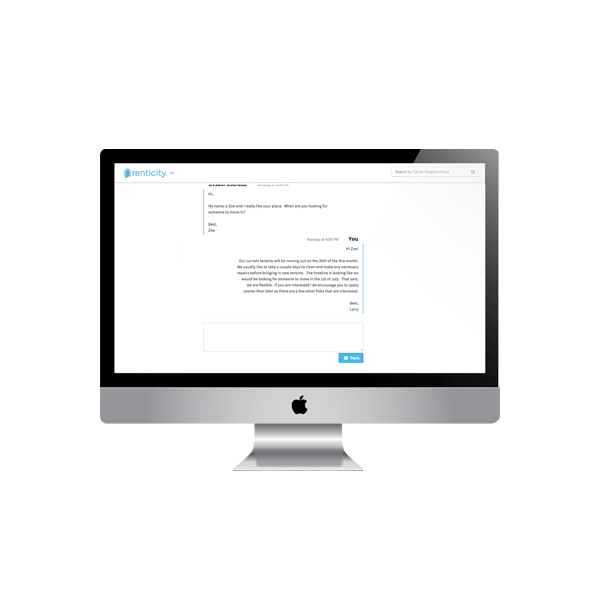 renticity.
Search by City or Neighborhood
Monday at 4:06 PM
Hi,
My name is Zoe and I really like your place. When are you looking for
someone to move in?
Best,
Zoe
Monday at 4:08 PM You
Hi Zoe!
Our current tenants will be moving out on the 30th of the this month.
We usually like to take a couple days to clean and make any necessary
repairs before bringing in new tenants. The timeline is looking like we
would be looking for someone to move in the 1st of July. That said,
we are flexible. If you are interested I do encourage you to apply
sooner than later as there are a few other folks that are interested.
Best,
Larry
Reply